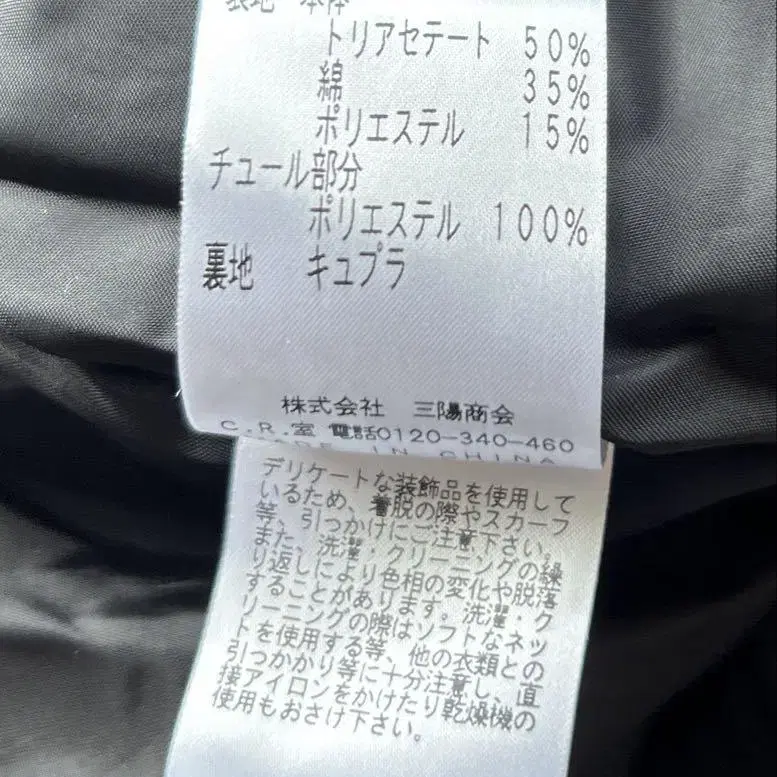 表地 本体
トリアセテート 50%
綿 35%
ポリエステル 15%
チュール部分
ポリエステル 100%
裏地 キュプラ
株式会社 三陽商会
C.R.室 電話0120-340-460
MADE IN CHINA
デリケートな装飾品を使用して
いるため、着脱の際やスカーフ
等、引っかけにご注意下さい。
また、洗濯・クリーニングの繰
り返しにより色相の変化や脱落
することがあります。洗濯・ク
リーニングの際はソフトなネッ
トを使用する等、他の衣類との
引っかかり等に十分注意し、直
接アイロンをかけたり乾燥機の
使用もおさけ下さい。